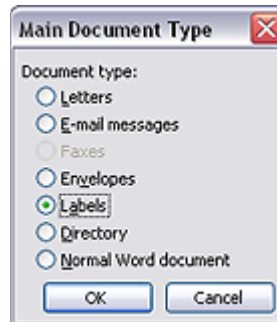 Main Document Type
Document type:
Letters
E-mail messages
Faxes
Envelopes
Labels
Directory
Normal Word document
OK Cancel